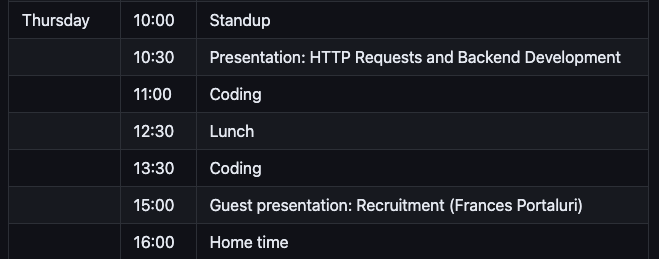 Thursday 10:00 Standup
10:30 Presentation: HTTP Requests and Backend Development
11:00 Coding
12:30 Lunch
13:30 Coding
15:00 Guest presentation: Recruitment (Frances Portaluri)
16:00 Home time